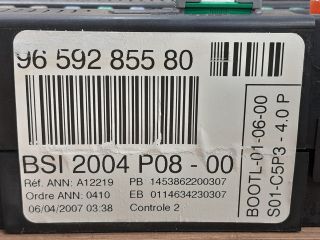 96 592 855 80
BSI 2004 P08 - 00
Réf. ANN: A12219 PB 1453862200307
Ordre ANN: 0410 EB 0114634230307
06/04/2007 03:38 Controle 2
BOOTL-01-06-00
S01-C5P3 - 4.0 P